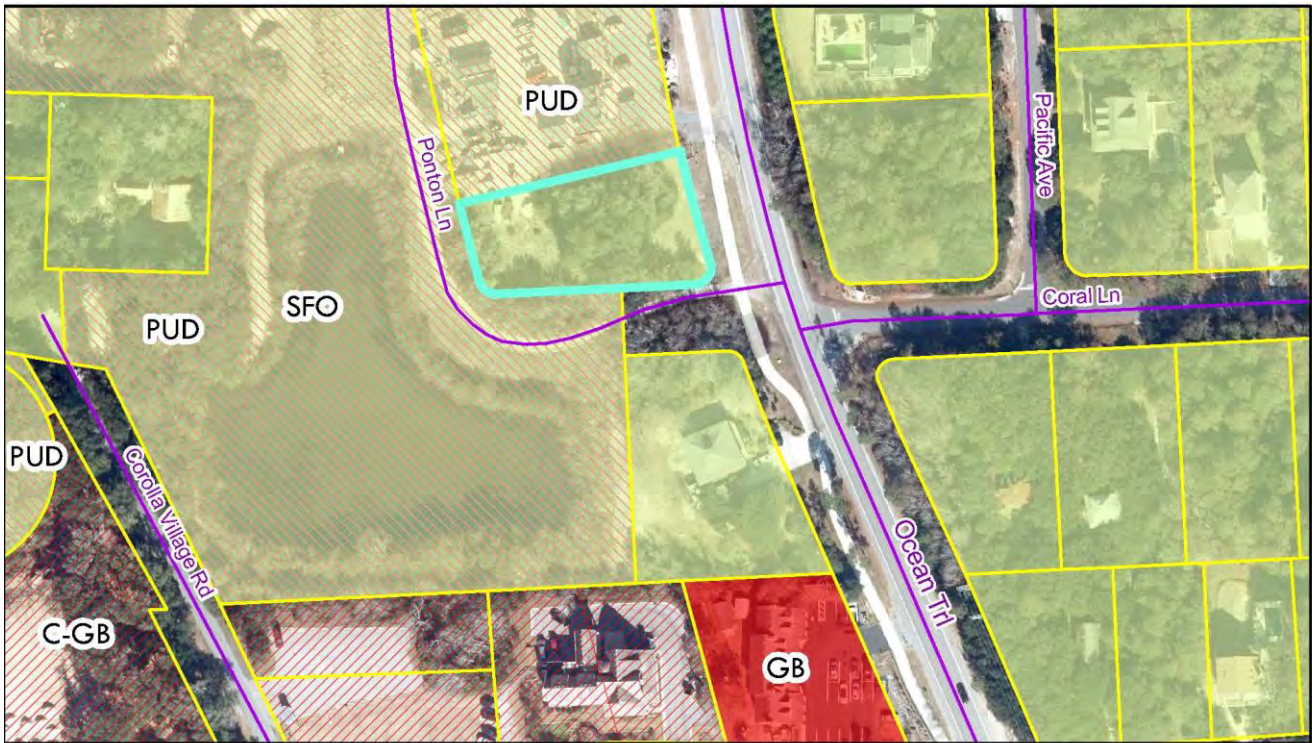 PUD
Ponton Ln
Pacific Ave
Coral Ln
SFO
PUD
PUD
Corolla Village Rd
Ocean Trl
C-GB
GB